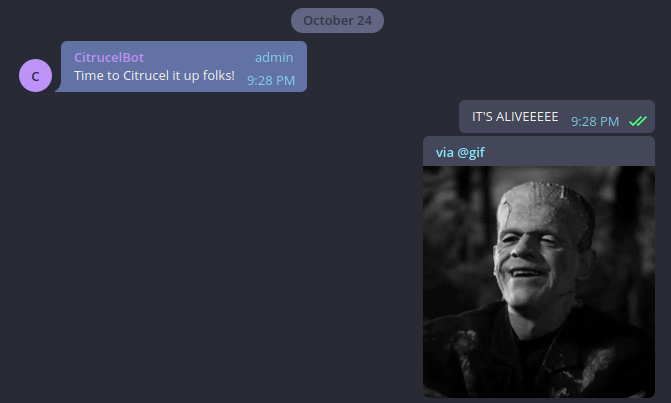 October 24
CitrucelBot admin
C
Time to Citrucel it up folks! 9:28 PM
IT'S ALIVEEEEE 9:28 PM
via @gif